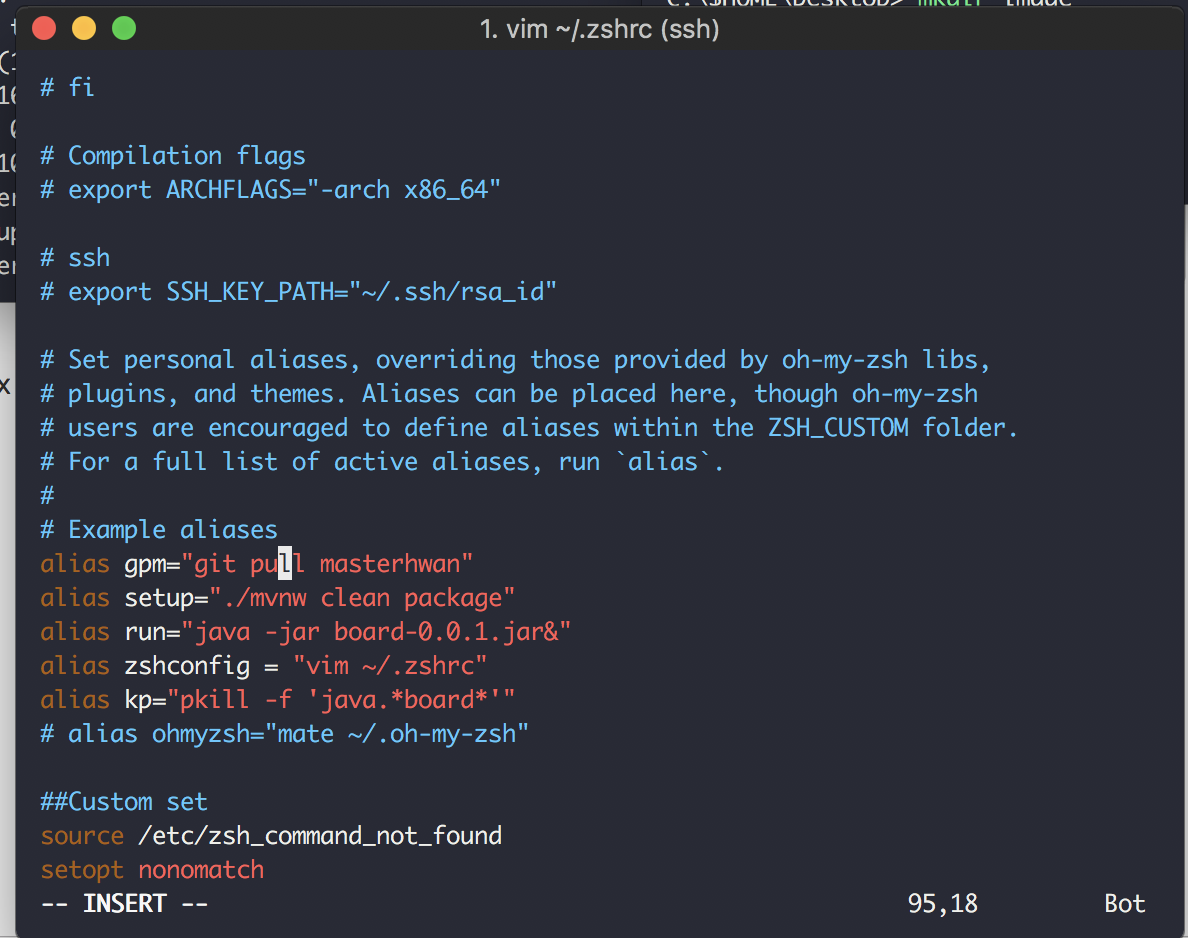 1. vim ~/.zshrc (ssh)
# fi
# Compilation flags
# export ARCHFLAGS="-arch x86_64"
# ssh
# export SSH_KEY_PATH="~/.ssh/rsa_id"
# Set personal aliases, overriding those provided by oh-my-zsh libs,
# plugins, and themes. Aliases can be placed here, though oh-my-zsh
# users are encouraged to define aliases within the ZSH_CUSTOM folder.
# For a full list of active aliases, run `alias`.
#
# Example aliases
alias gpm="git pull masterhwan"
alias setup="./mvnw clean package"
alias run="java -jar board-0.0.1.jar&"
alias zshconfig = "vim ~/.zshrc"
alias kp="pkill -f 'java.*board*'"
# alias ohmyzsh="mate ~/.oh-my-zsh"
##Custom set
source /etc/zsh_command_not_found
setopt nonomatch
-- INSERT -- 95,18 Bot